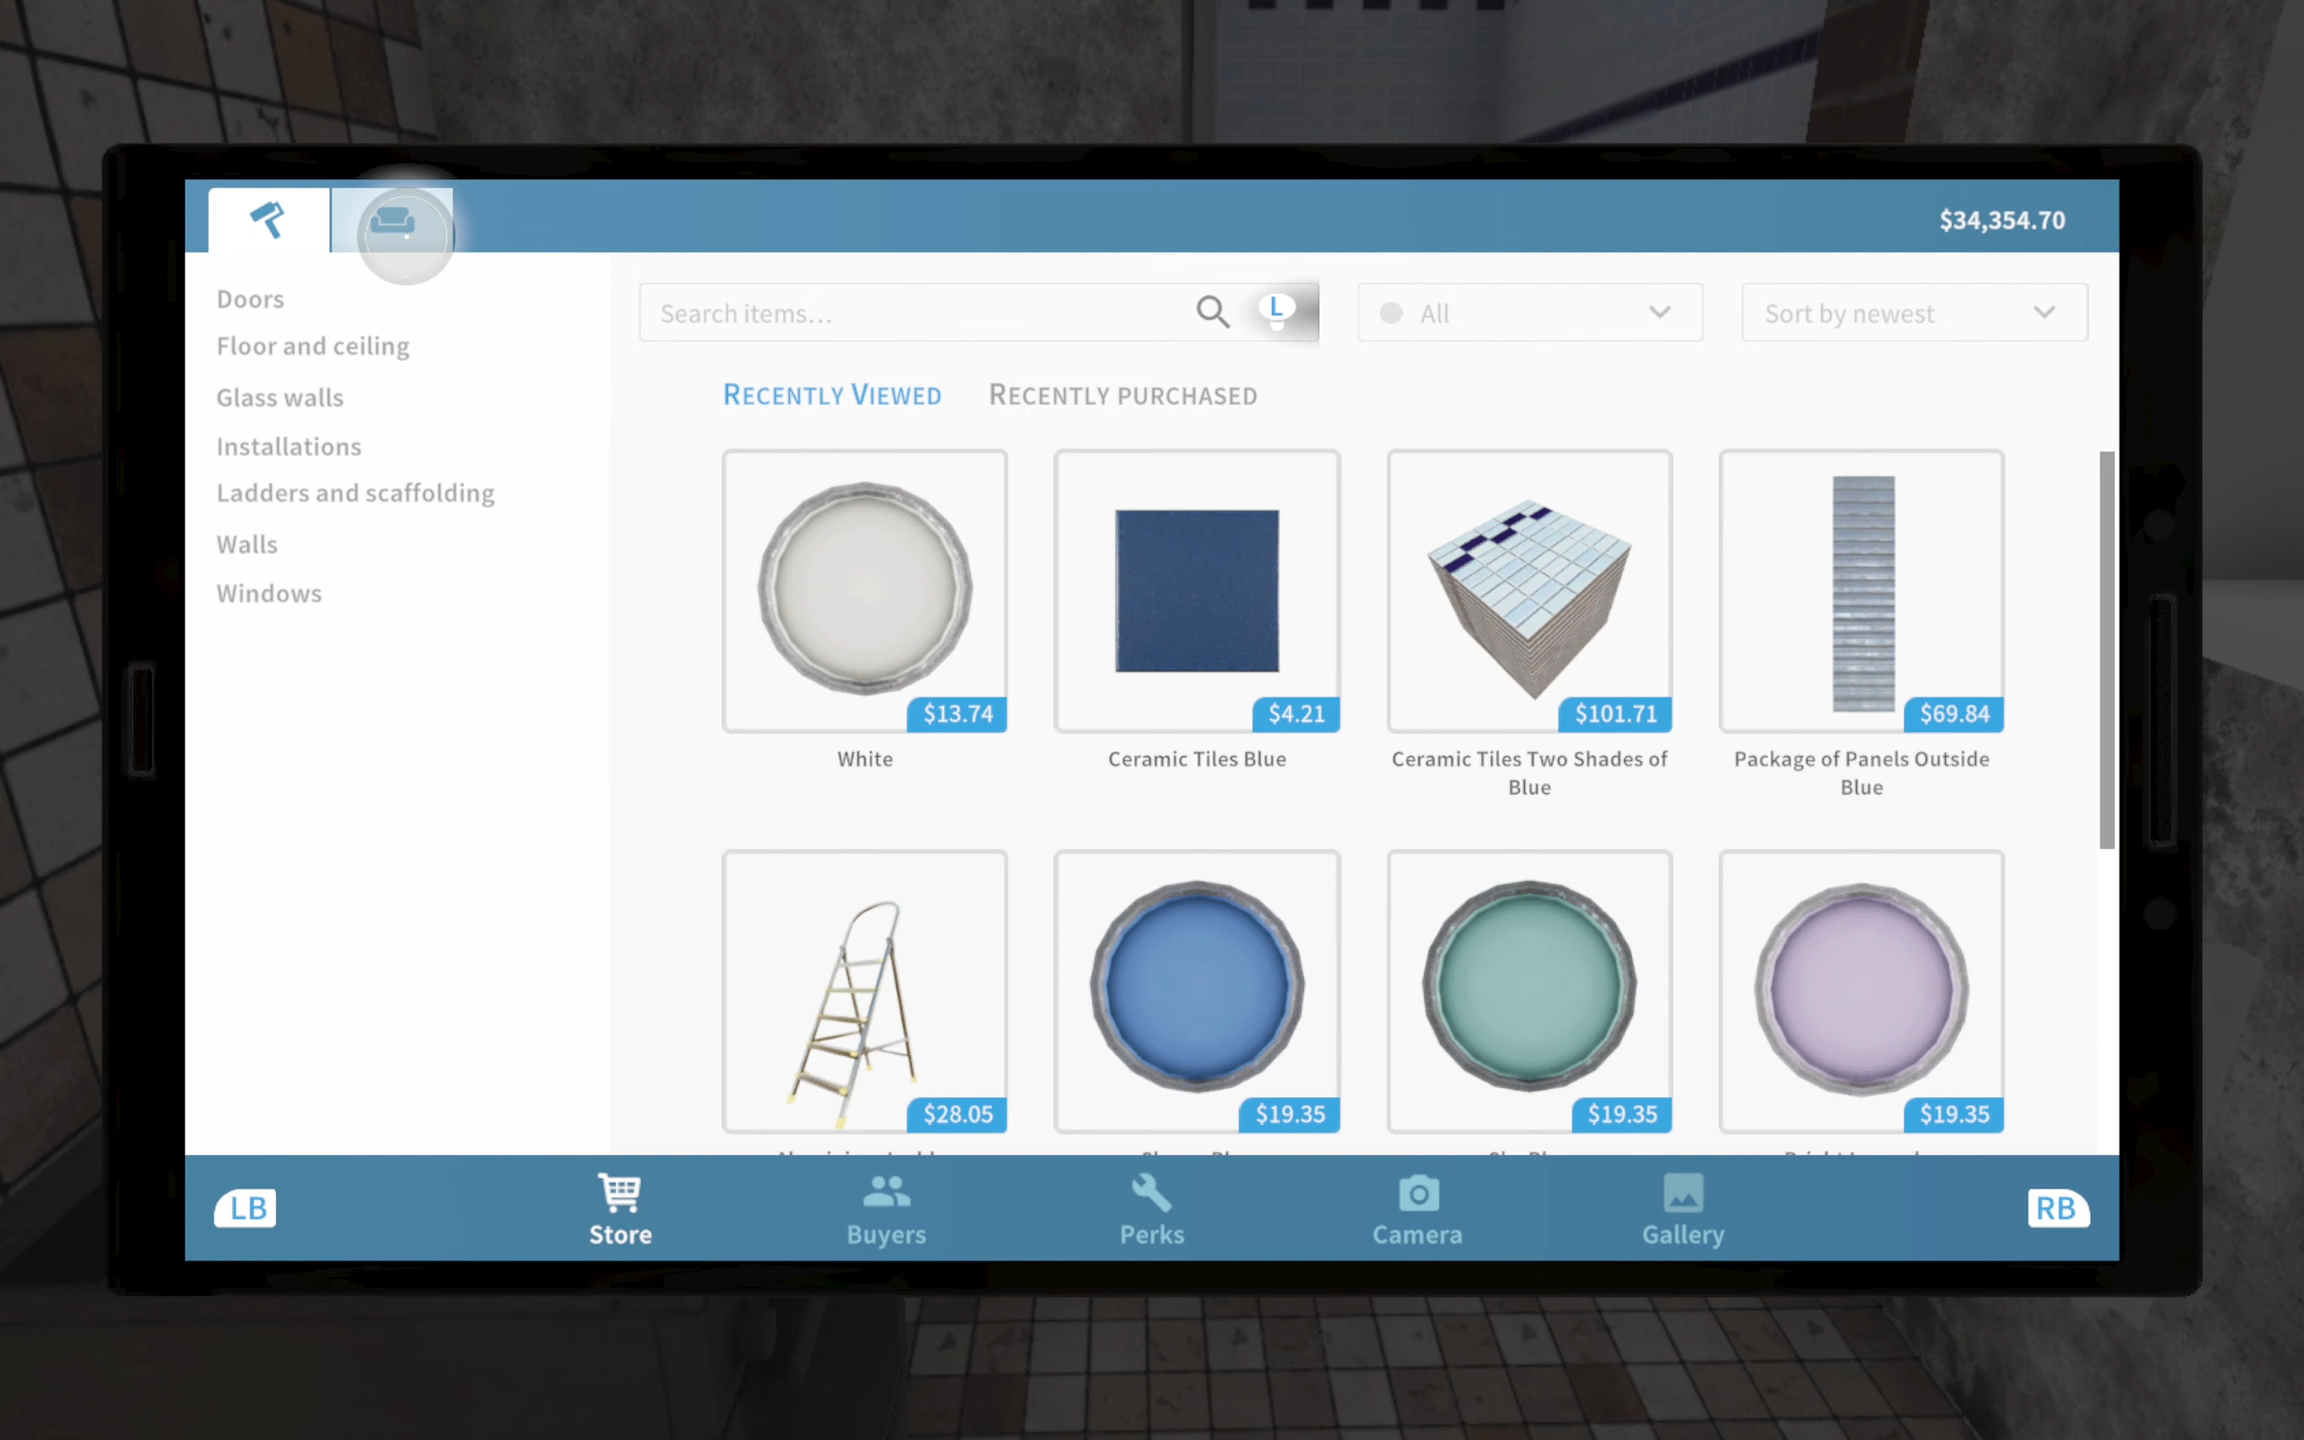 $34,354.70
Doors
Floor and ceiling
Glass walls
Installations
Ladders and scaffolding
Walls
Windows
Search items...
L
All
Sort by newest
RECENTLY VIEWED
RECENTLY PURCHASED
$13.74
$4.21
$101.71
$69.84
White
Ceramic Tiles Blue
Ceramic Tiles Two Shades of
Blue
Package of Panels Outside
Blue
$28.05
$19.35
$19.35
$19.35
LB
Store
Buyers
Perks
Camera
Gallery
RB